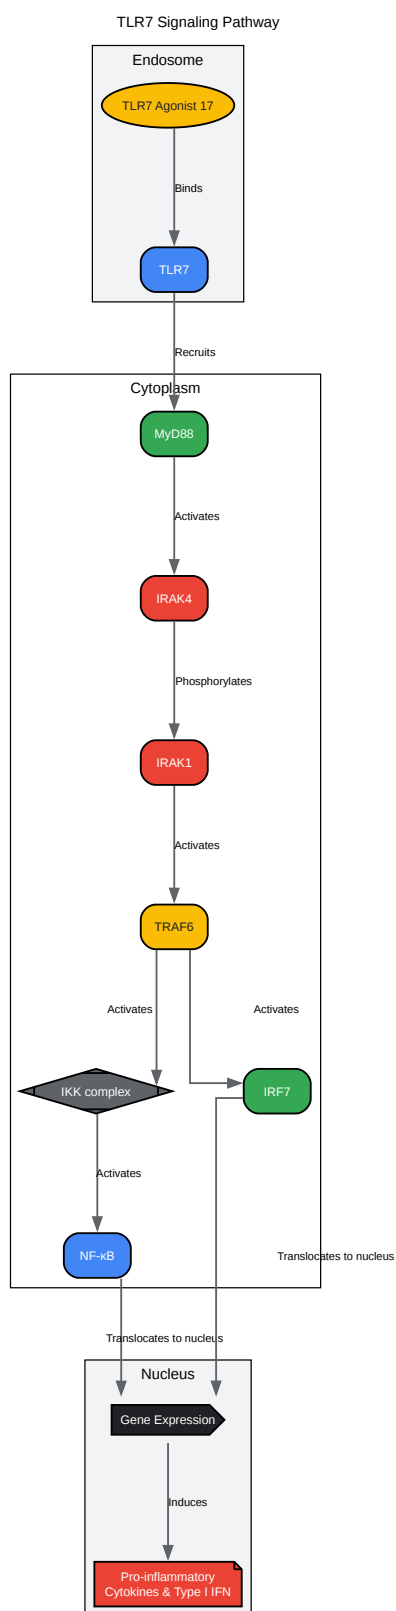 TLR7 Signaling Pathway
Endosome
TLR7 Agonist 17
Binds
TLR7
Recruits
Cytoplasm
MyD88
Activates
IRAK4
Phosphorylates
IRAK1
Activates
TRAF6
Activates
Activates
IKK complex
IRF7
Activates
NF-κB
Translocates to nucleus
Translocates to nucleus
Nucleus
Gene Expression
Induces
Pro-inflammatory
Cytokines & Type I IFN